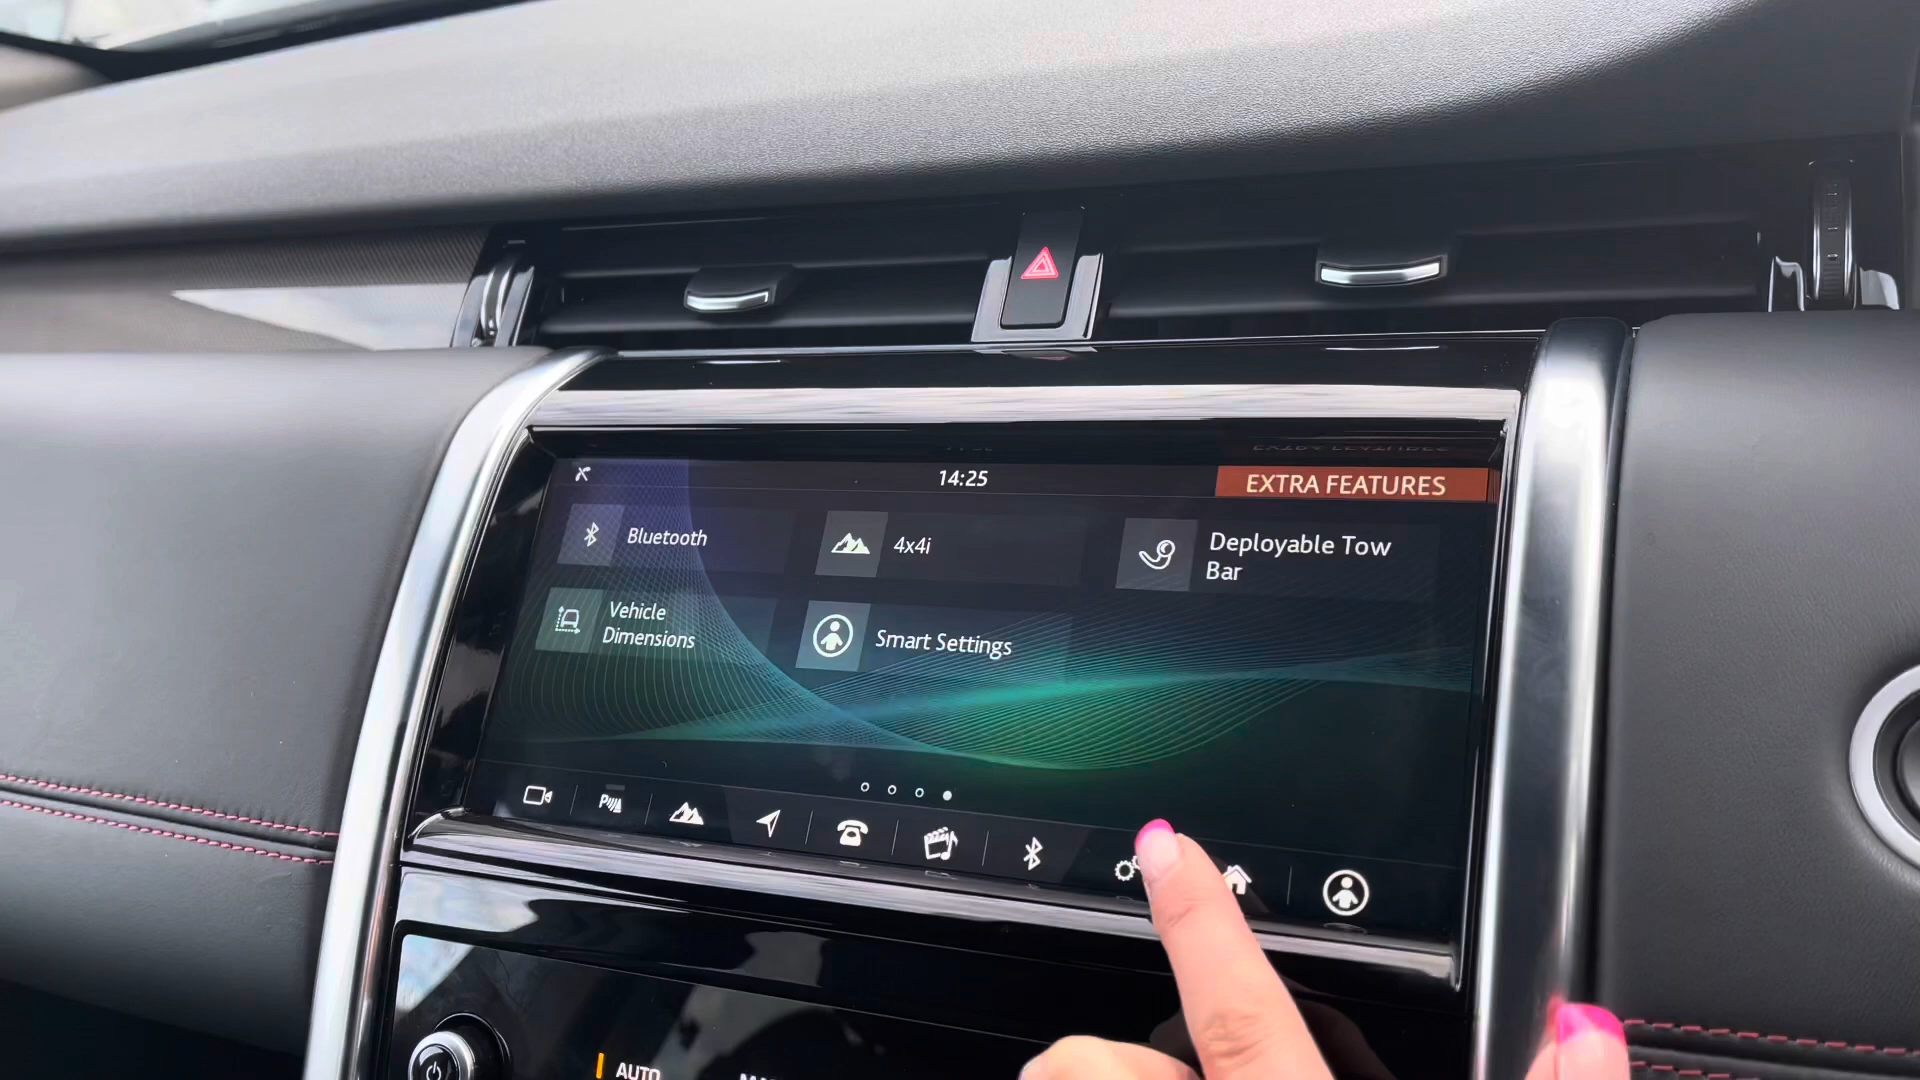 14:25
EXTRA FEATURES
Bluetooth
4x4i
Deployable Tow
Bar
Vehicle
Dimensions
Smart Settings
P
AUTO